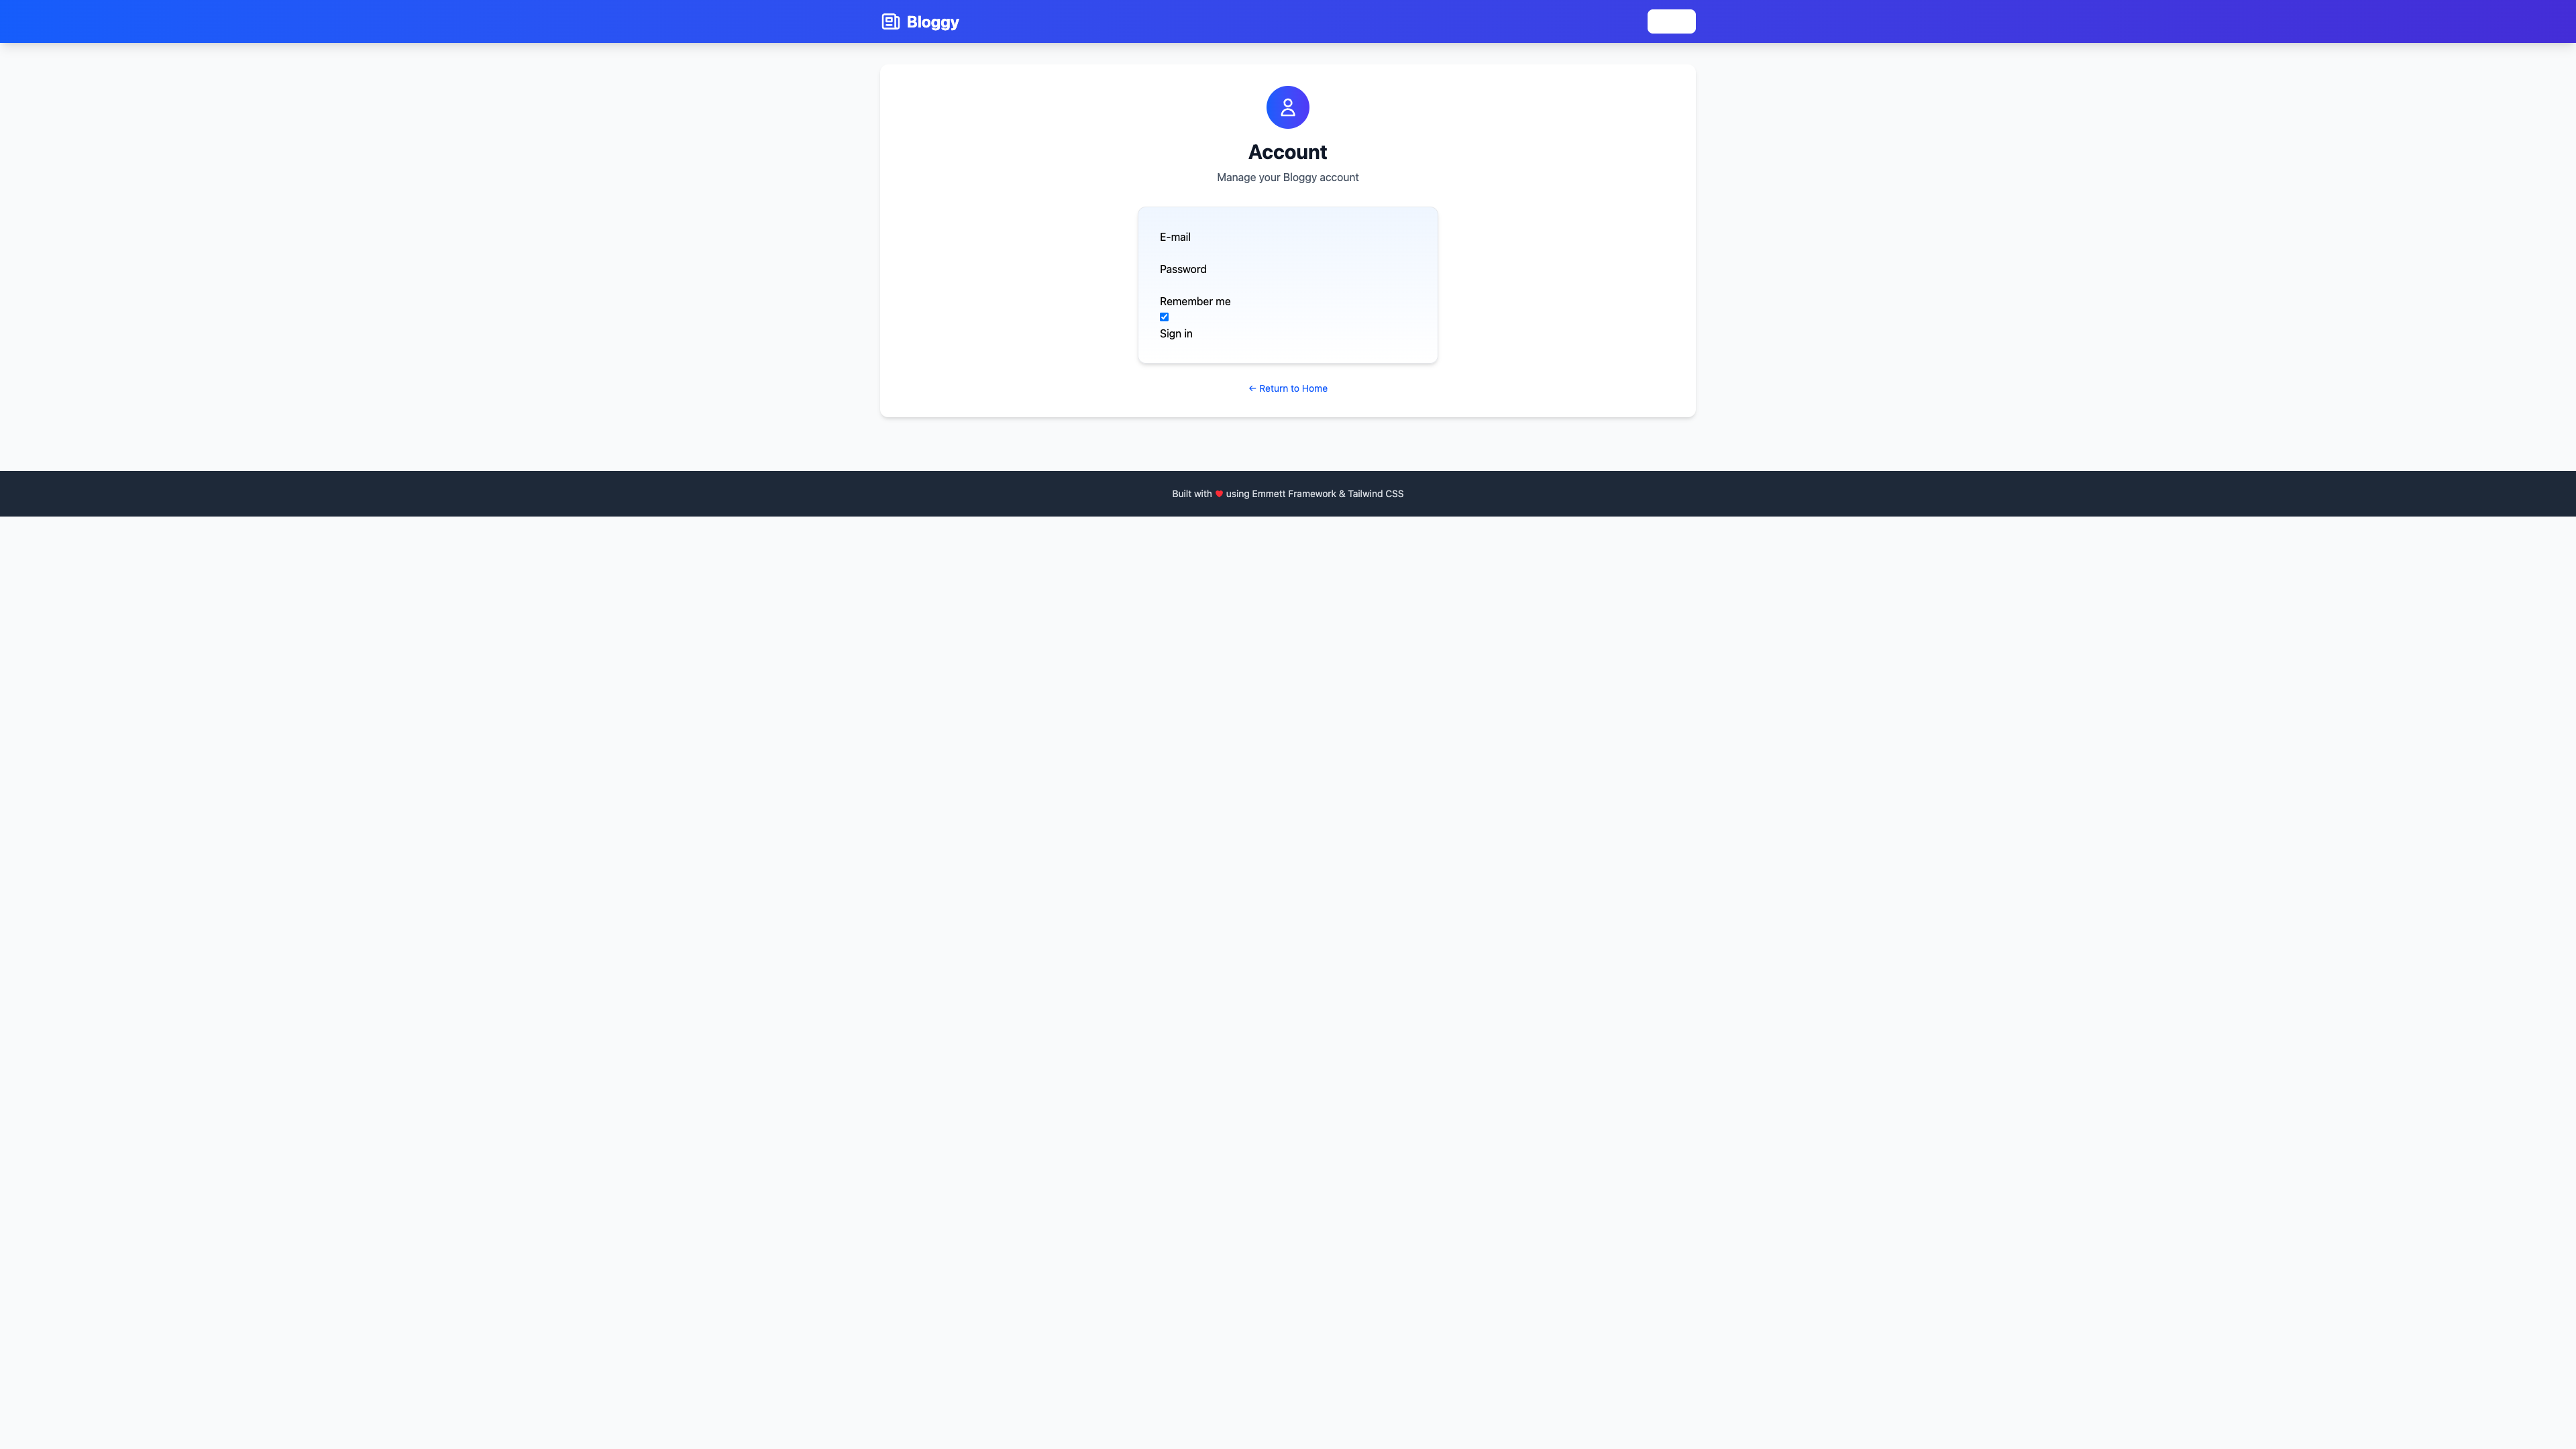 Bloggy
Account
Manage your Bloggy account
E-mail
Password
Remember me
Sign in
← Return to Home
Built with ♥ using Emmett Framework & Tailwind CSS